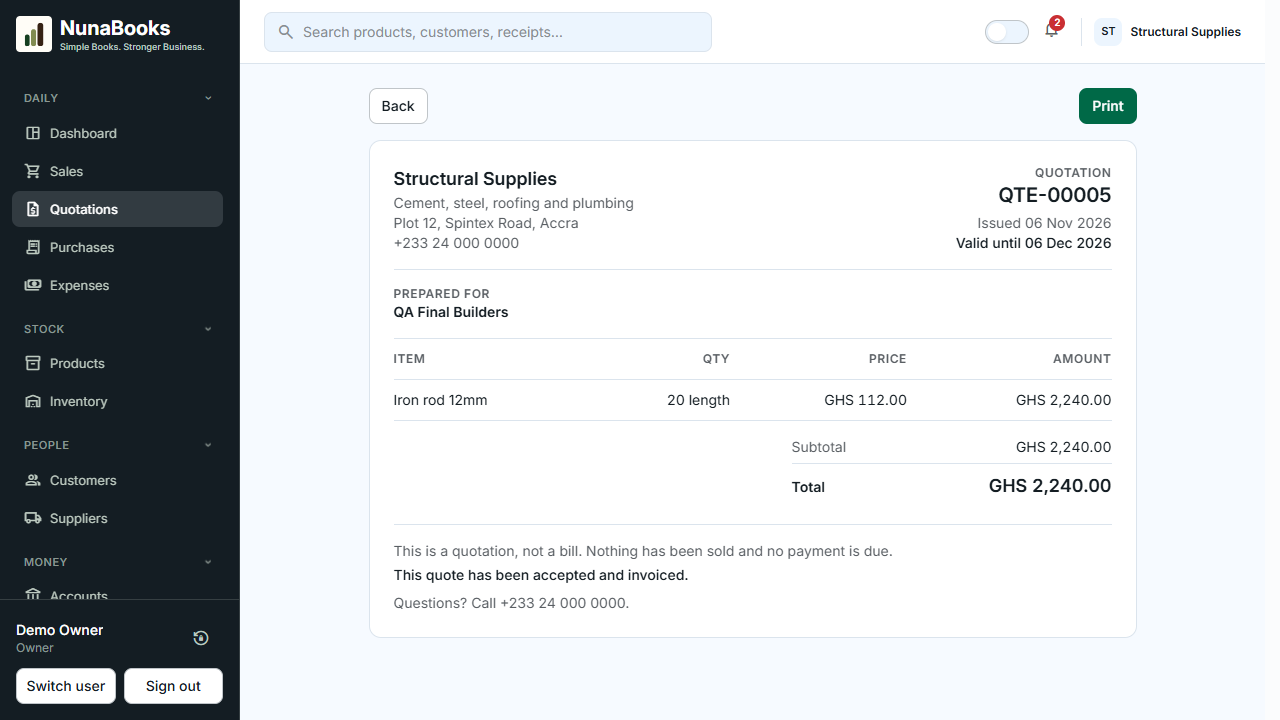 NunaBooks
Simple Books. Stronger Business.
DAILY
Dashboard
Sales
Quotations
Purchases
Expenses
STOCK
Products
Inventory
PEOPLE
Customers
Suppliers
MONEY
Accounts
Demo Owner
Owner
Switch user
Sign out
Search products, customers, receipts...
2
ST
Structural Supplies
Back
Print
Structural Supplies
Cement, steel, roofing and plumbing
Plot 12, Spintex Road, Accra
+233 24 000 0000
QUOTATION
QTE-00005
Issued 06 Nov 2026
Valid until 06 Dec 2026
PREPARED FOR
QA Final Builders
ITEM QTY PRICE AMOUNT
Iron rod 12mm 20 length GHS 112.00 GHS 2,240.00
Subtotal GHS 2,240.00
Total GHS 2,240.00
This is a quotation, not a bill. Nothing has been sold and no payment is due.
This quote has been accepted and invoiced.
Questions? Call +233 24 000 0000.